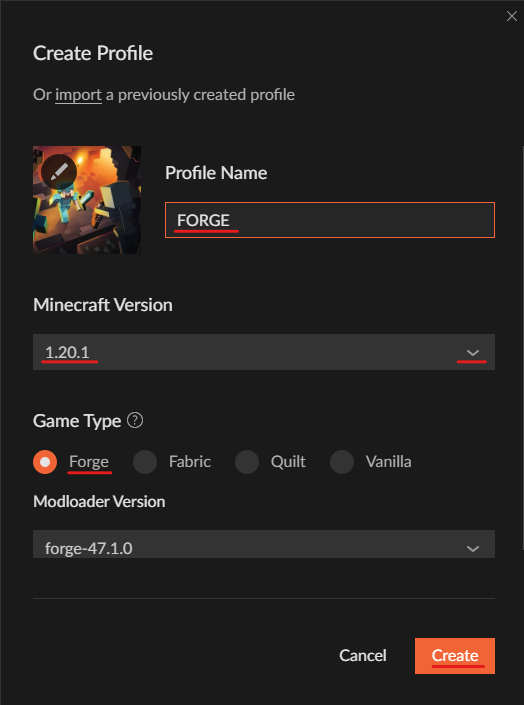 Create Profile
Or import a previously created profile
Profile Name
FORGE
Minecraft Version
1.20.1
Game Type ?
Forge Fabric Quilt Vanilla
Modloader Version
forge-47.1.0
Cancel Create